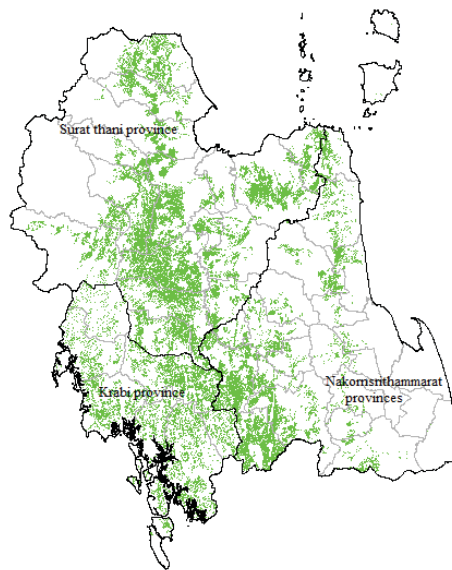 Surat thani province
Krabi province
Nakornsrithammarat
provinces